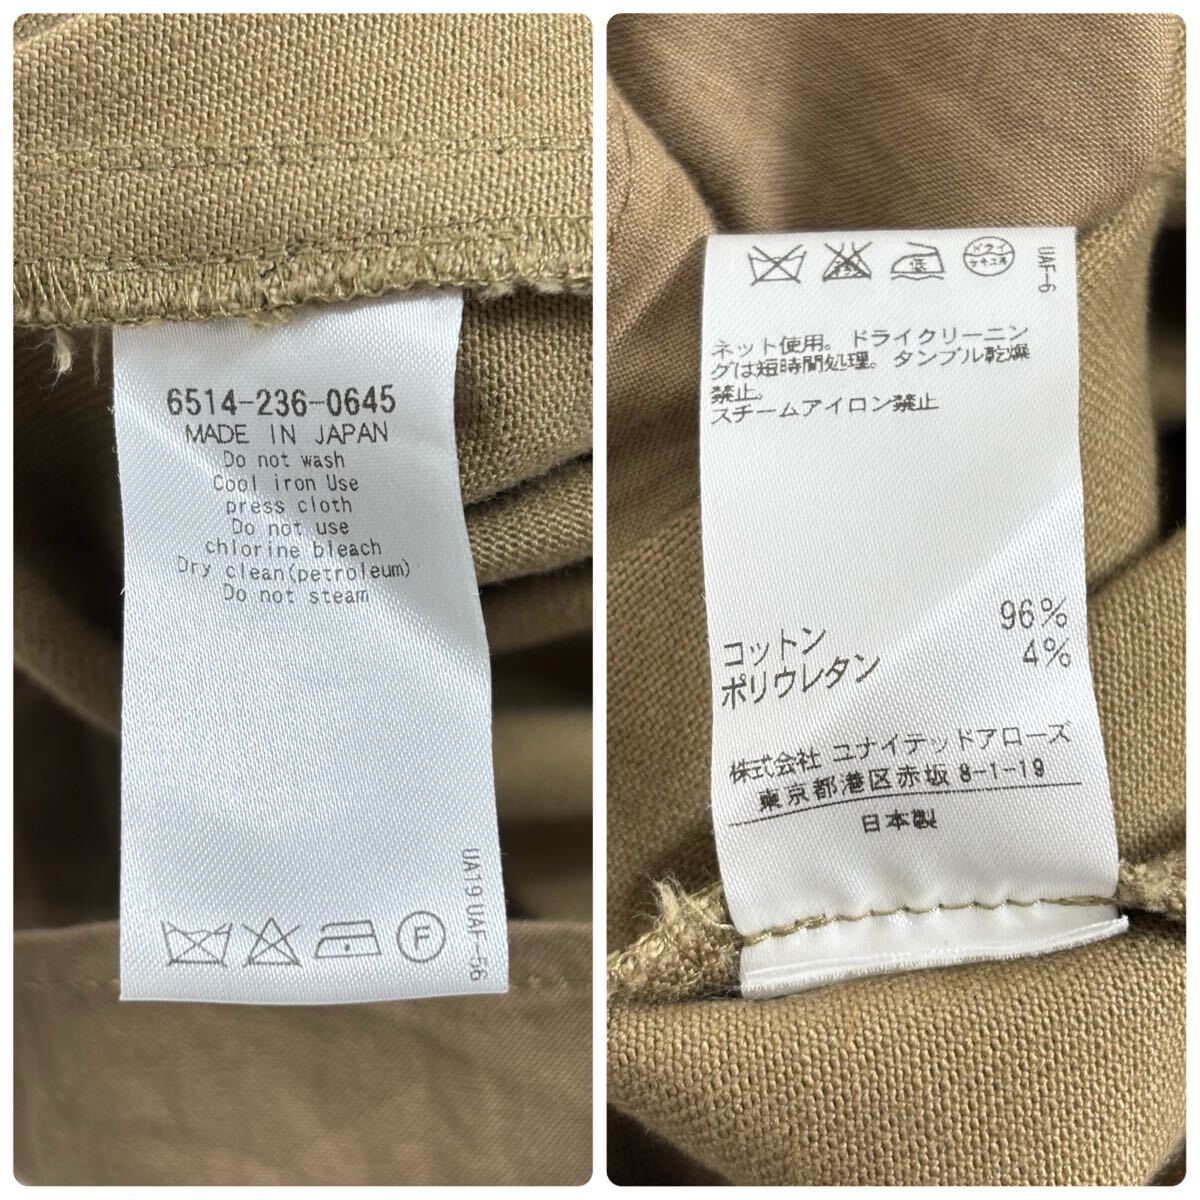 6514-236-0645
MADE IN JAPAN
Do not wash
Cool iron Use
press cloth
Do not use
chlorine bleach
Dry clean(petroleum)
Do not steam
UA19 UAF-56
F
低
ドライ
セキユ系
UAF-6
ネット使用。ドライクリーニン
グは短時間処理。タンブル乾燥
禁止。
スチームアイロン禁止
コットン 96%
ポリウレタン 4%
株式会社 ユナイテッドアローズ
東京都港区赤坂 8-1-19
日本製